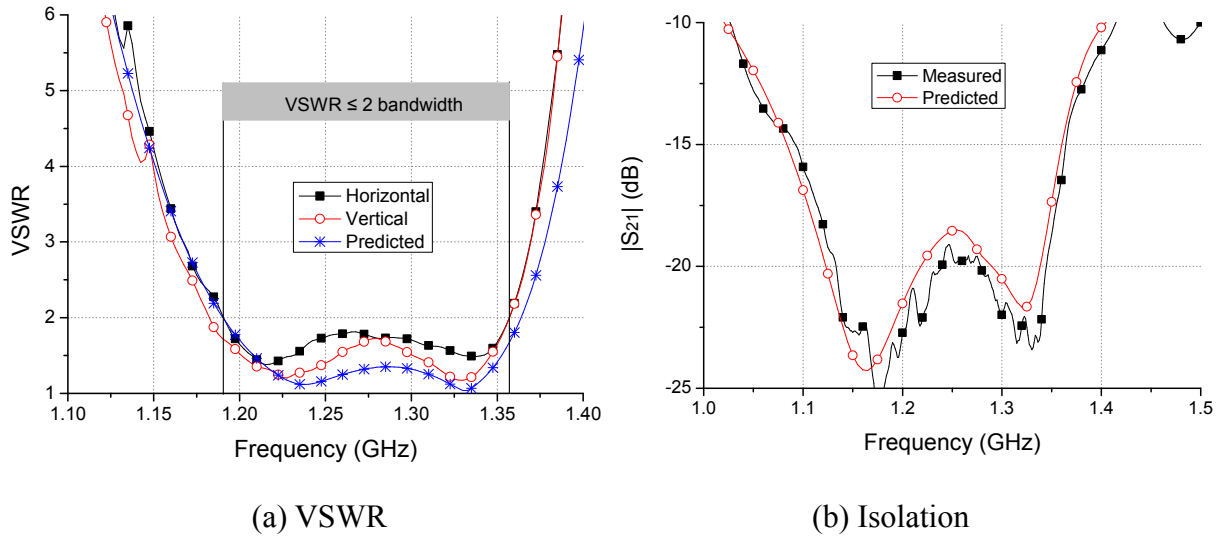 6
5
4
3
2
1
VSWR
VSWR ≤ 2 bandwidth
Horizontal
Vertical
Predicted
1.10 1.15 1.20 1.25 1.30 1.35 1.40
Frequency (GHz)
(a) VSWR
-10
-15
-20
-25
|S21| (dB)
Measured
Predicted
1.0 1.1 1.2 1.3 1.4 1.5
Frequency (GHz)
(b) Isolation